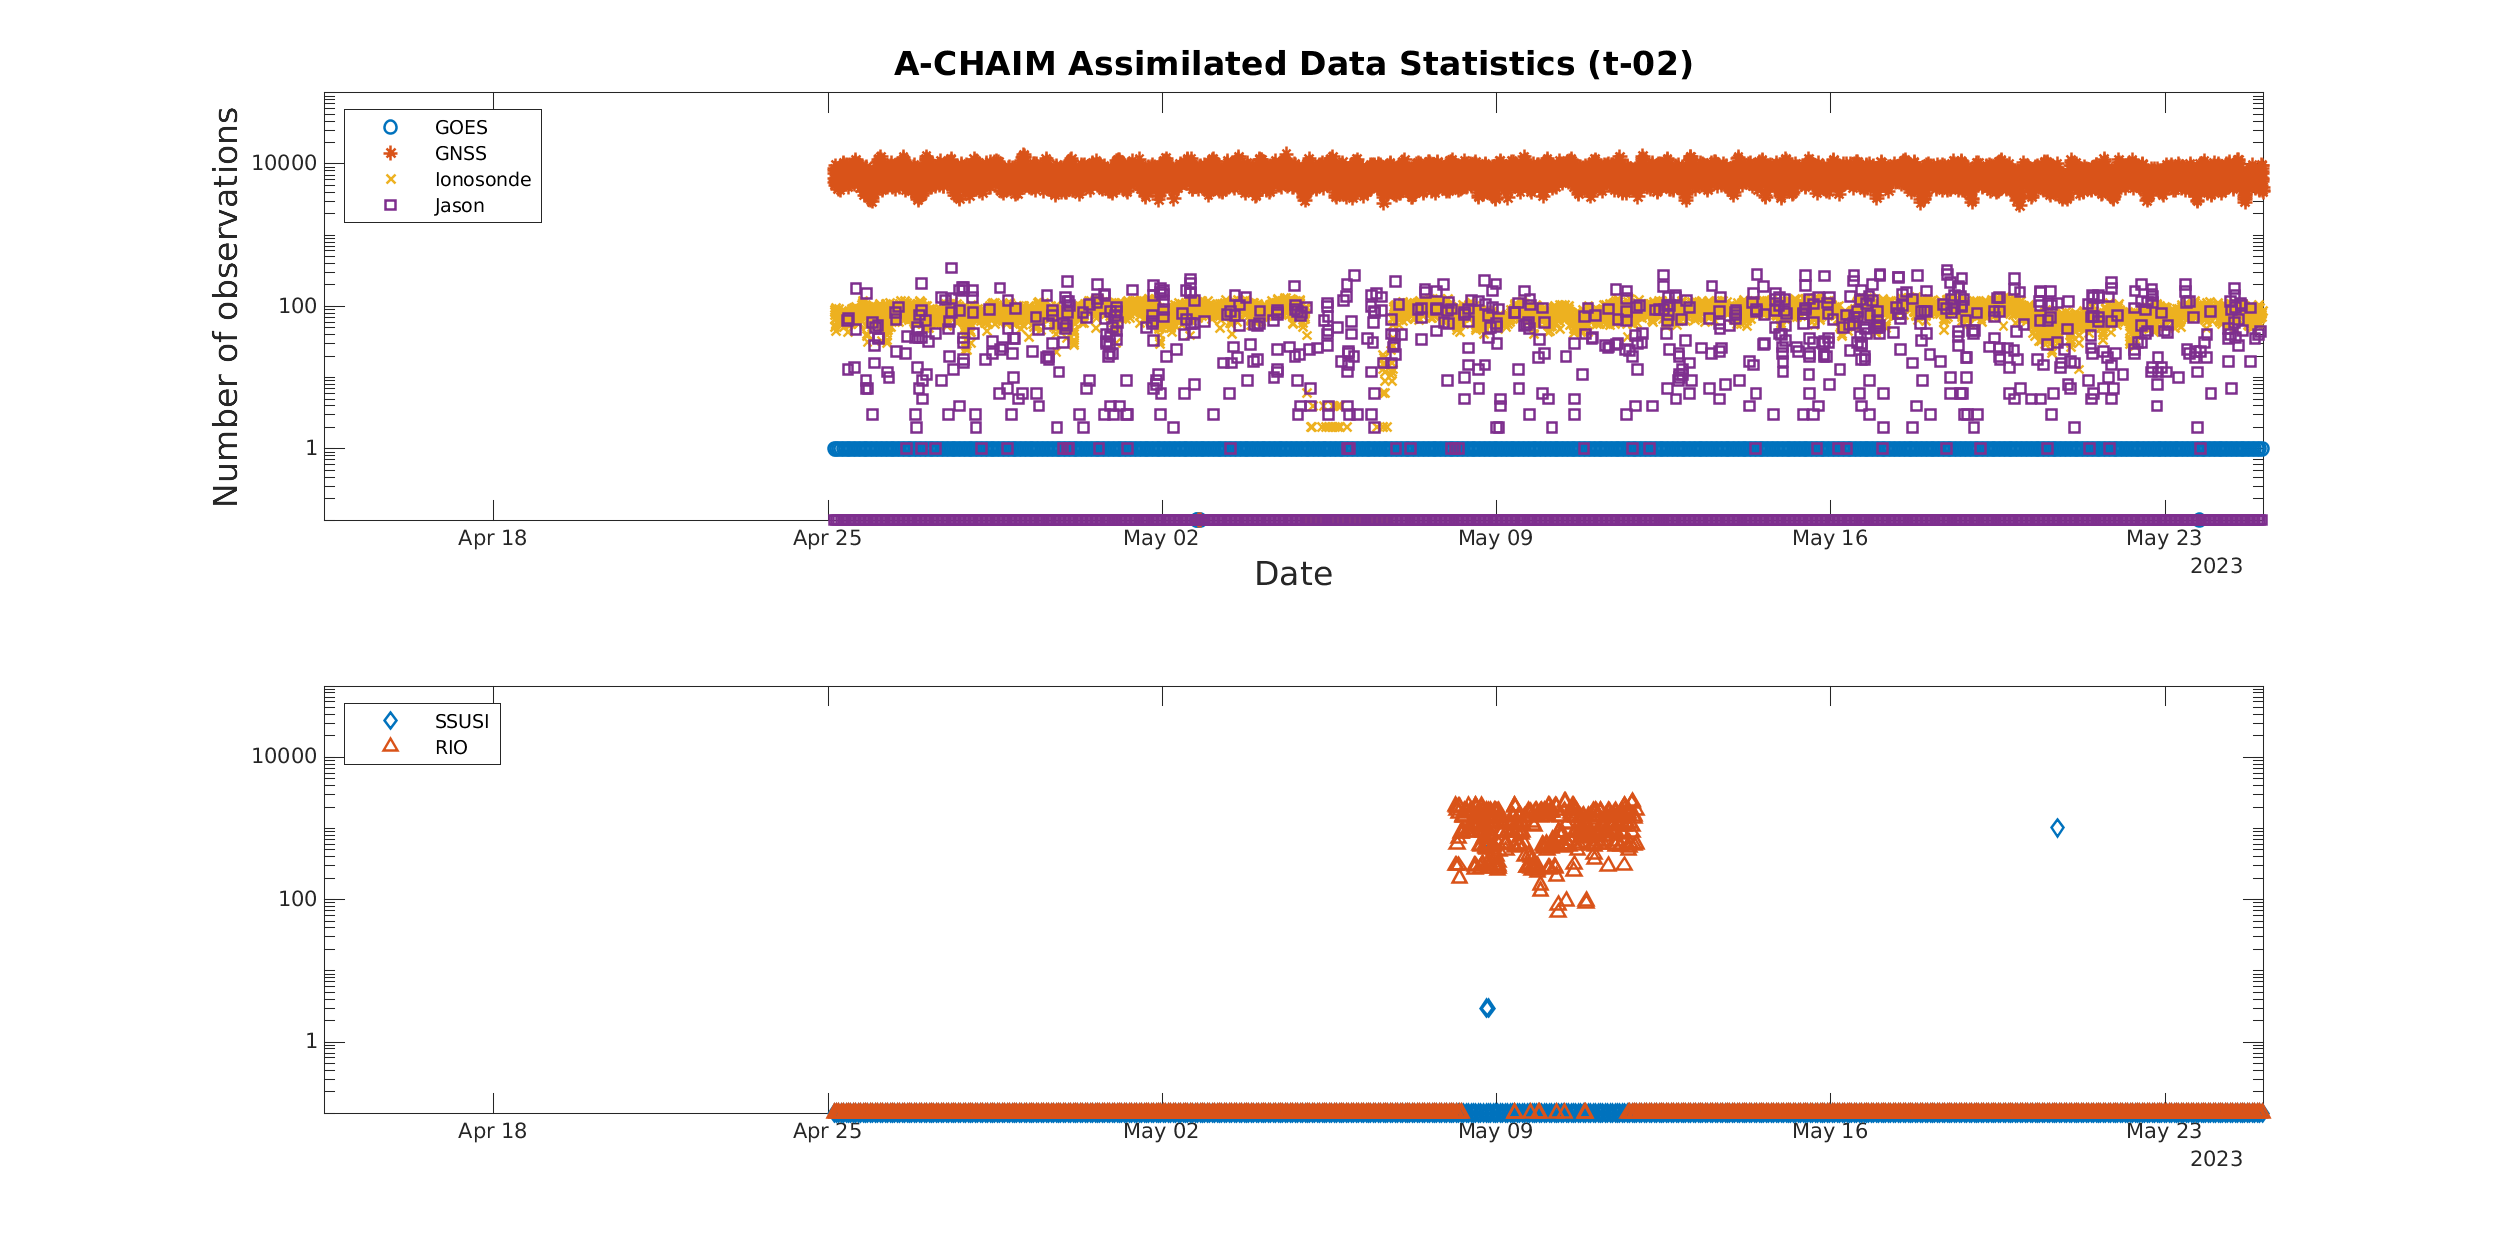 A-CHAIM Assimilated Data Statistics (t-02)
Number of observations
10000
100
1
GOES
GNSS
Ionosonde
Jason
Apr 18
Apr 25
May 02
May 09
May 16
May 23
2023
Date
10000
100
1
SSUSI
RIO
Apr 18
Apr 25
May 02
May 09
May 16
May 23
2023